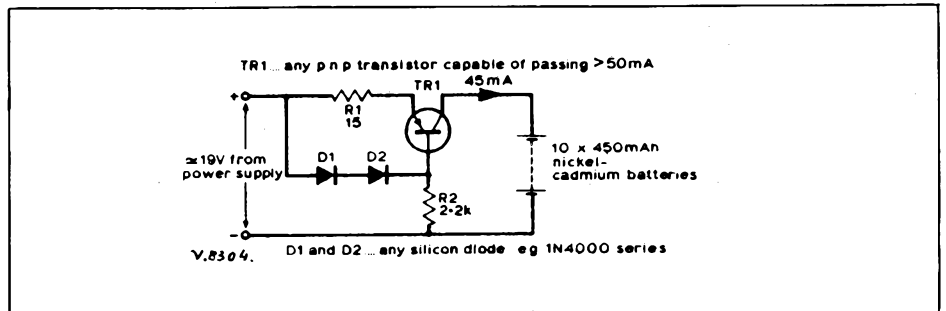 TR1 ... any p n p transistor capable of passing >50mA
TR1
45mA
+
R1
15
≃19V from
power supply
D1
D2
10 x 450mAh
nickel-
cadmium batteries
R2
2·2k
-
V.8304.
D1 and D2 ... any silicon diode eg 1N4000 series